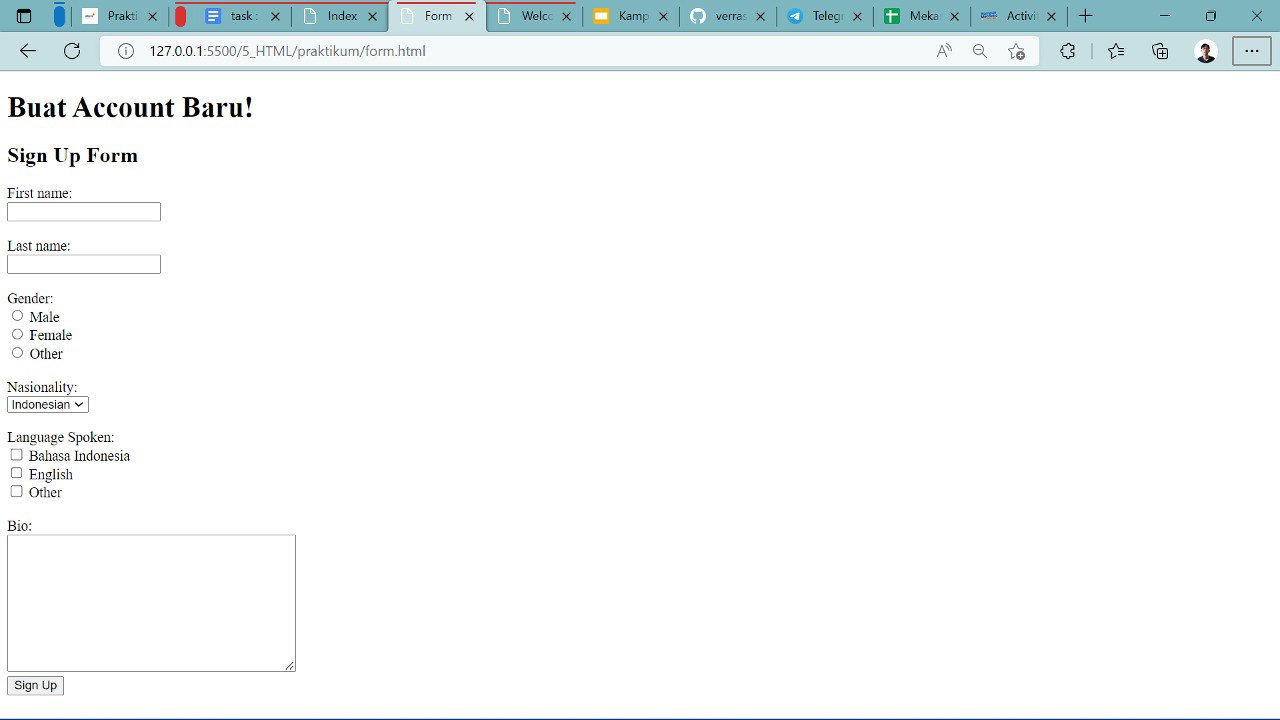 Prakti
task-
Index
Form
Welco
Kamp
verras
Telegr
Meka
Activi
127.0.0.1:5500/5_HTML/praktikum/form.html
Buat Account Baru!
Sign Up Form
First name:
Last name:
Gender:
Male
Female
Other
Nasionality:
Indonesian
Language Spoken:
Bahasa Indonesia
English
Other
Bio:
Sign Up